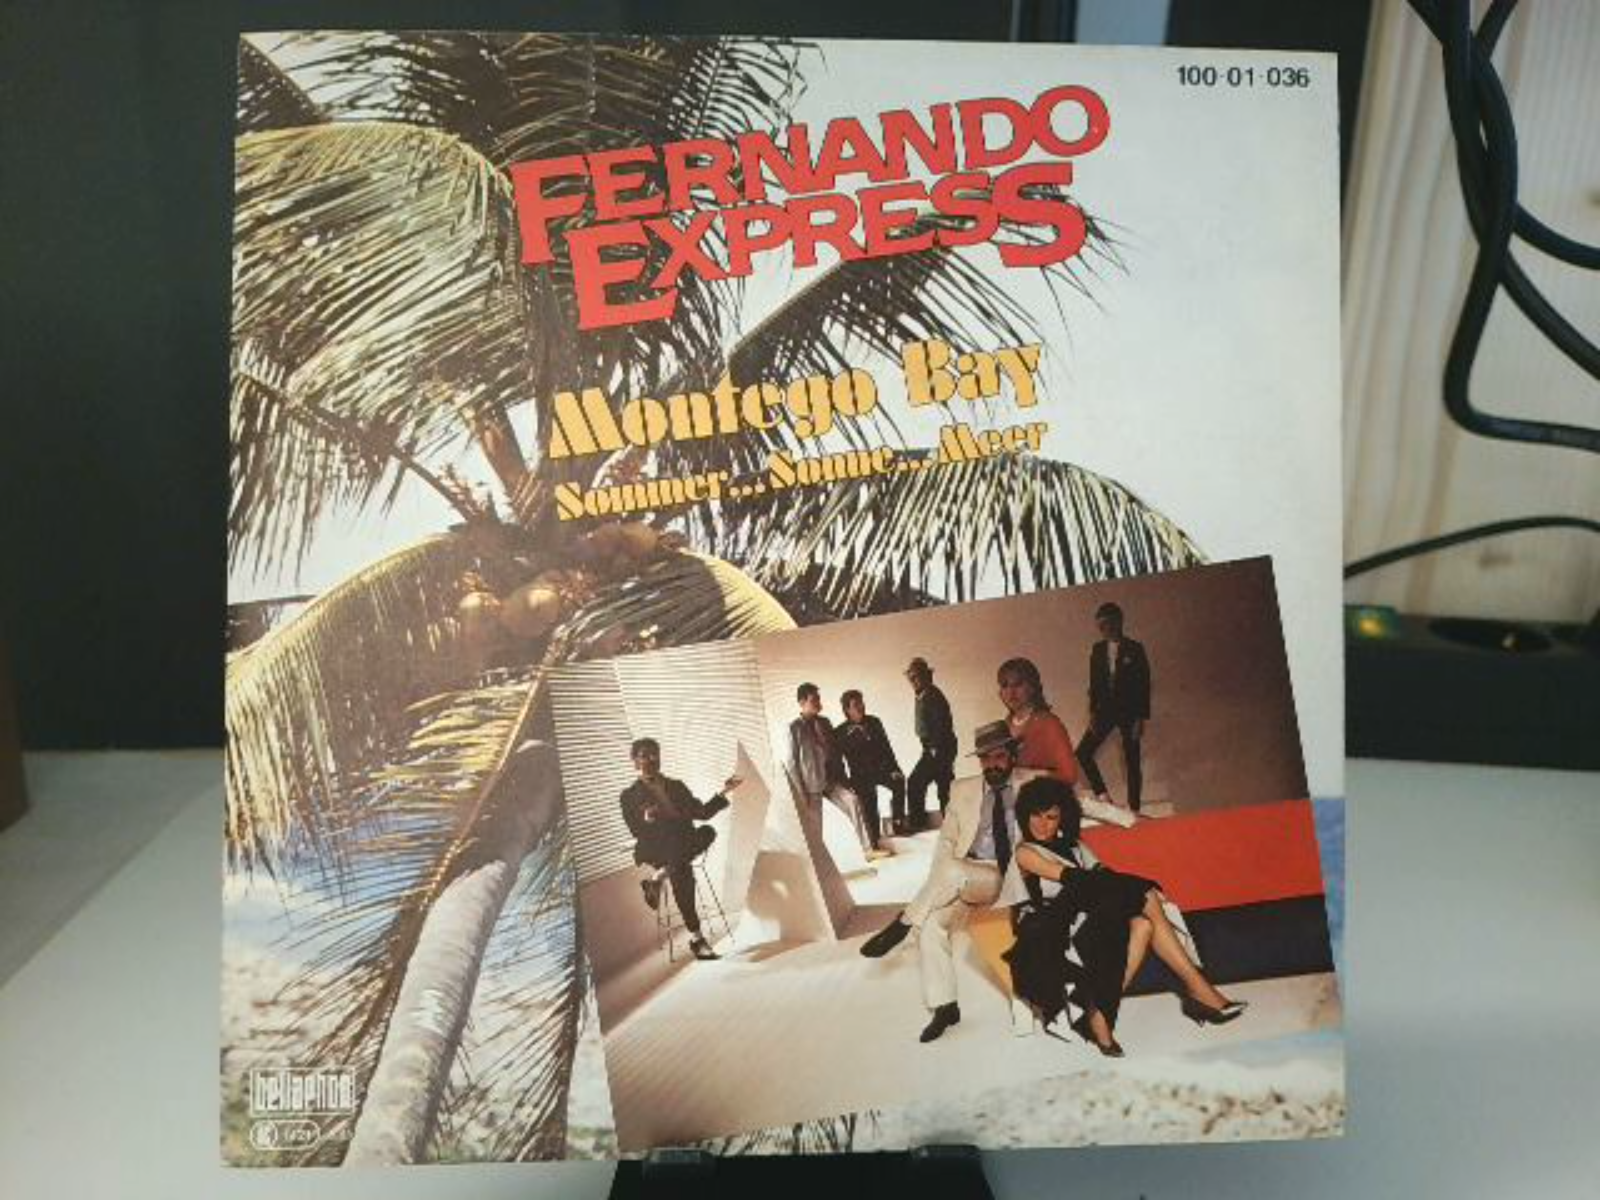 100-01-036
FERNANDO
EXPRESS
Montego Bay
Sommer...Sonne...Meer
bellaphon